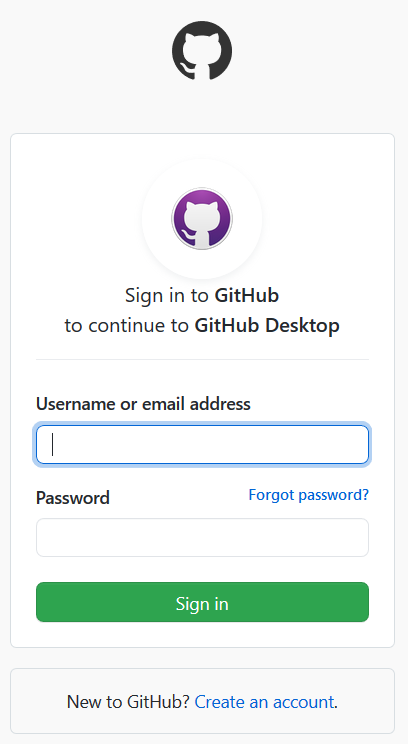 Sign in to GitHub
to continue to GitHub Desktop
Username or email address
Password
Forgot password?
Sign in
New to GitHub? Create an account.